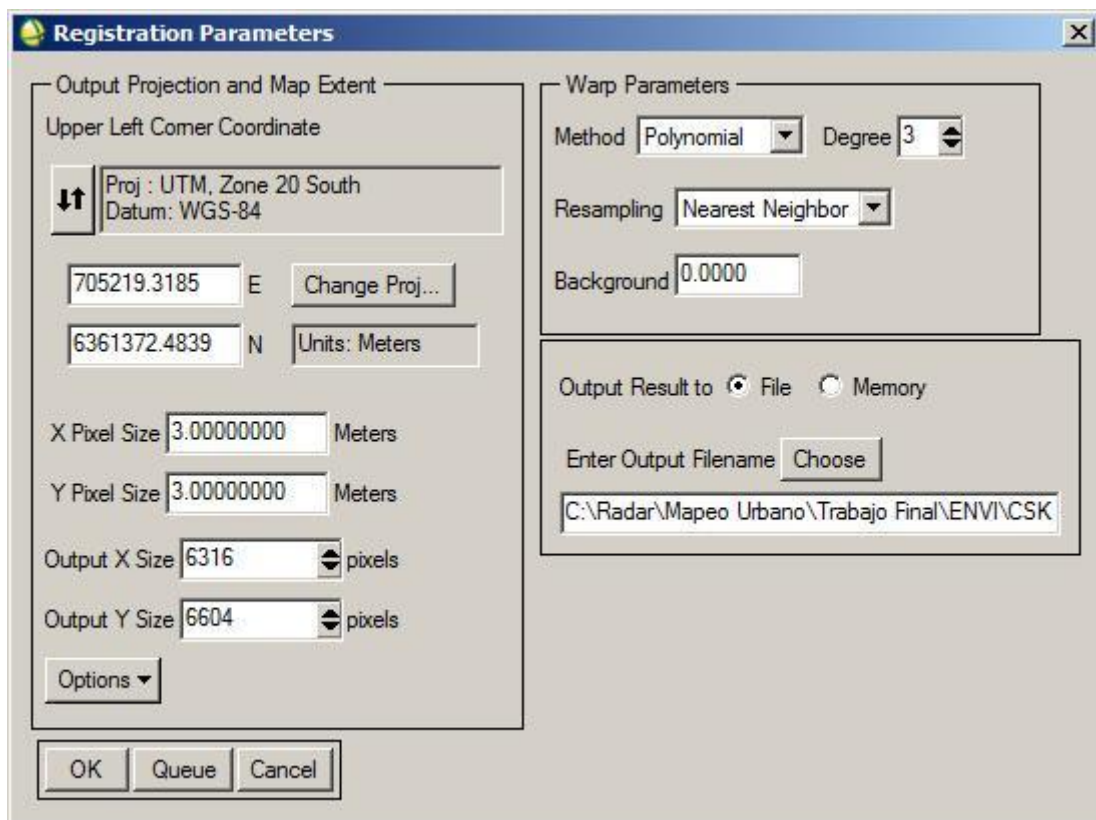 Registration Parameters
Output Projection and Map Extent
Upper Left Corner Coordinate
Proj : UTM, Zone 20 South
Datum: WGS-84
705219.3185 E Change Proj...
6361372.4839 N Units: Meters
X Pixel Size 3.00000000 Meters
Y Pixel Size 3.00000000 Meters
Output X Size 6316 pixels
Output Y Size 6604 pixels
Options
Warp Parameters
Method Polynomial Degree 3
Resampling Nearest Neighbor
Background 0.0000
Output Result to File Memory
Enter Output Filename Choose
C:\Radar\Mapeo Urbano\Trabajo Final\ENVI\CSK
OK Queue Cancel